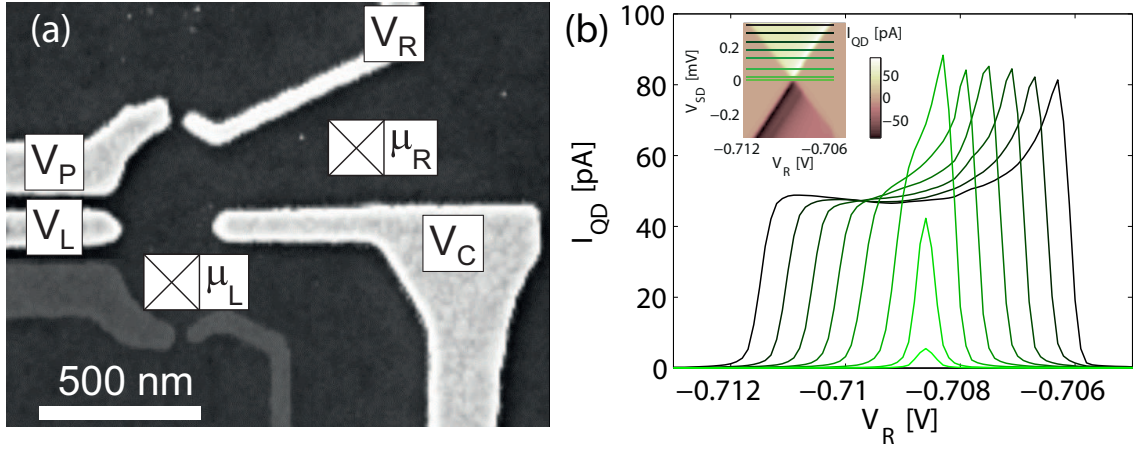 (a)
V_R
μ_R
V_P
V_L
V_C
μ_L
500 nm
(b)
100
80
60
40
20
0
I_QD [pA]
−0.712
−0.71
−0.708
−0.706
V_R [V]
I_QD [pA]
0.2
0
−0.2
V_SD [mV]
−0.712
−0.706
V_R [V]
50
0
−50